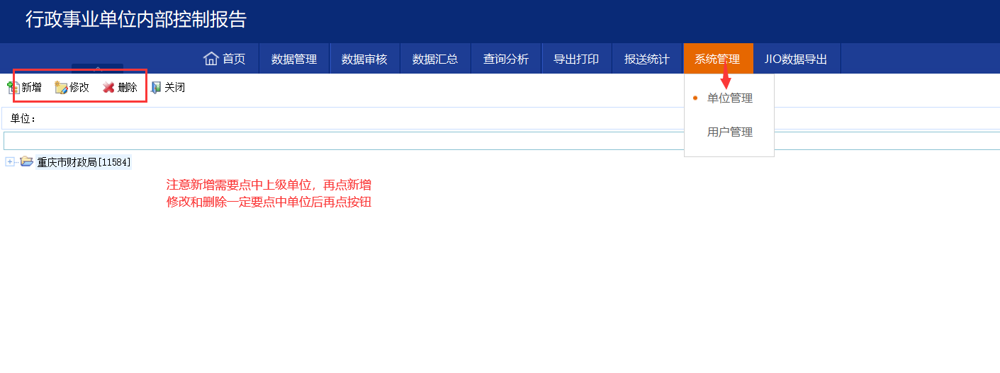 行政事业单位内部控制报告
首页 数据管理 数据审核 数据汇总 查询分析 导出打印 报送统计 系统管理 JIO数据导出
新增 修改 删除 关闭
单位管理
单位：
用户管理
重庆市财政局[11584]
注意新增需要点中上级单位，再点新增
修改和删除一定要点中单位后再点按钮